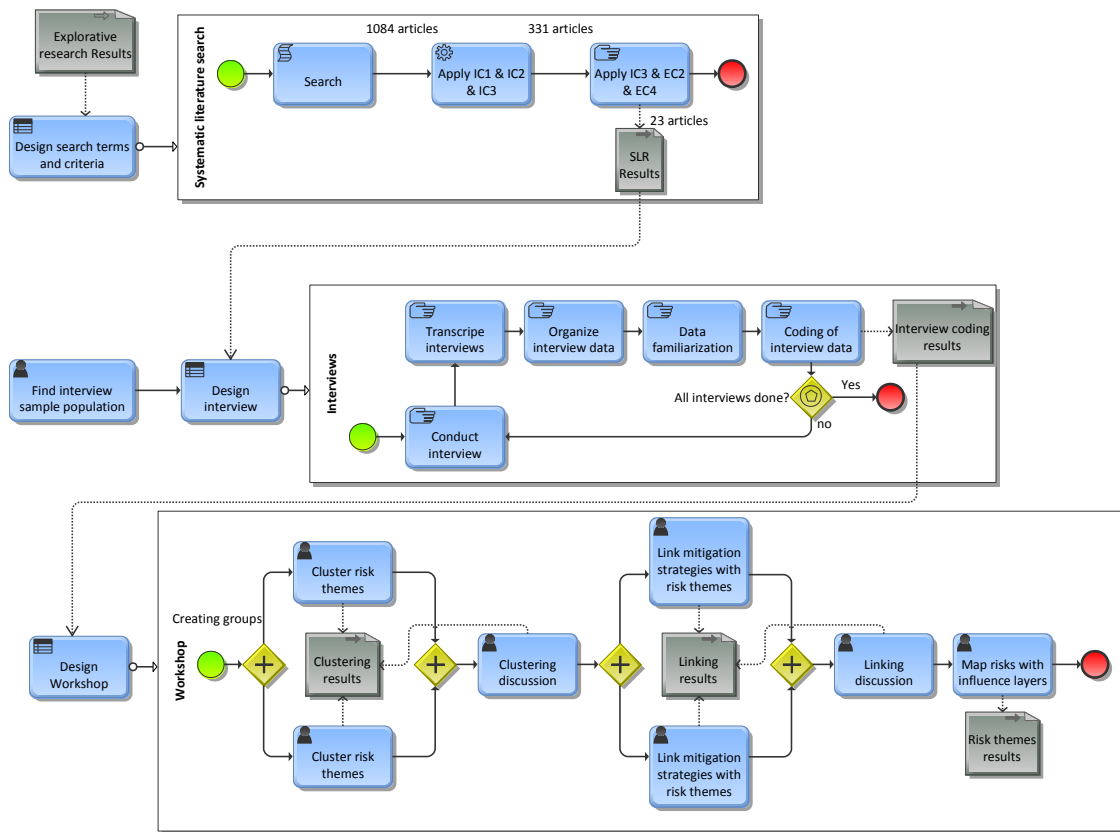 Explorative
research Results
Design search terms
and criteria
Systematic literature search
1084 articles
331 articles
Search
Apply IC1 & IC2
& IC3
Apply IC3 & EC2
& EC4
23 articles
SLR
Results
Find interview
sample population
Design
interview
Interviews
Transcripe
interviews
Organize
interview data
Data
familiarization
Coding of
interview data
Interview coding
results
All interviews done?
Yes
no
Conduct
interview
Design
Workshop
Workshop
Creating groups
Cluster risk
themes
Clustering
results
Cluster risk
themes
Clustering
discussion
Link mitigation
strategies with
risk themes
Linking
results
Link mitigation
strategies with
risk themes
Linking
discussion
Map risks with
influence layers
Risk themes
results